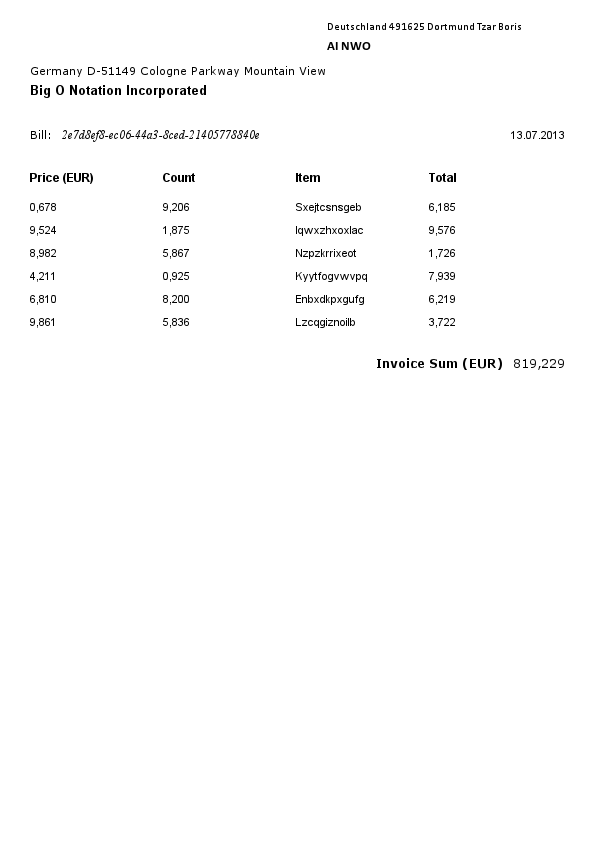 Deutschland 491625 Dortmund Tzar Boris
AI NWO
Germany D-51149 Cologne Parkway Mountain View
Big O Notation Incorporated
Bill: 2e7d8ef8-ec06-44a3-8ced-21405778840e 13.07.2013
Price (EUR) Count Item Total
0,678 9,206 Sxejtcsnsgeb 6,185
9,524 1,875 Iqwxzhxoxlac 9,576
8,982 5,867 Nzpzkrrixeot 1,726
4,211 0,925 Kyytfogvwvpq 7,939
6,810 8,200 Enbxdkpxgufg 6,219
9,861 5,836 Lzcqgiznoilb 3,722
Invoice Sum (EUR) 819,229